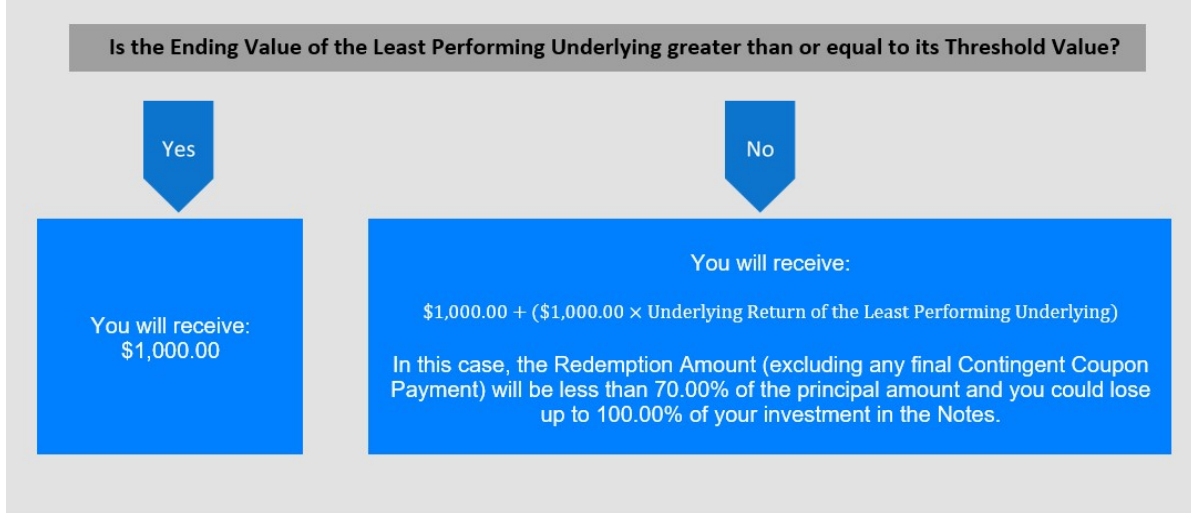 Is the Ending Value of the Least Performing Underlying greater than or equal to its Threshold Value?
Yes
No
You will receive:
$1,000.00
You will receive:
$1,000.00 + ($1,000.00 × Underlying Return of the Least Performing Underlying)
In this case, the Redemption Amount (excluding any final Contingent Coupon
Payment) will be less than 70.00% of the principal amount and you could lose
up to 100.00% of your investment in the Notes.